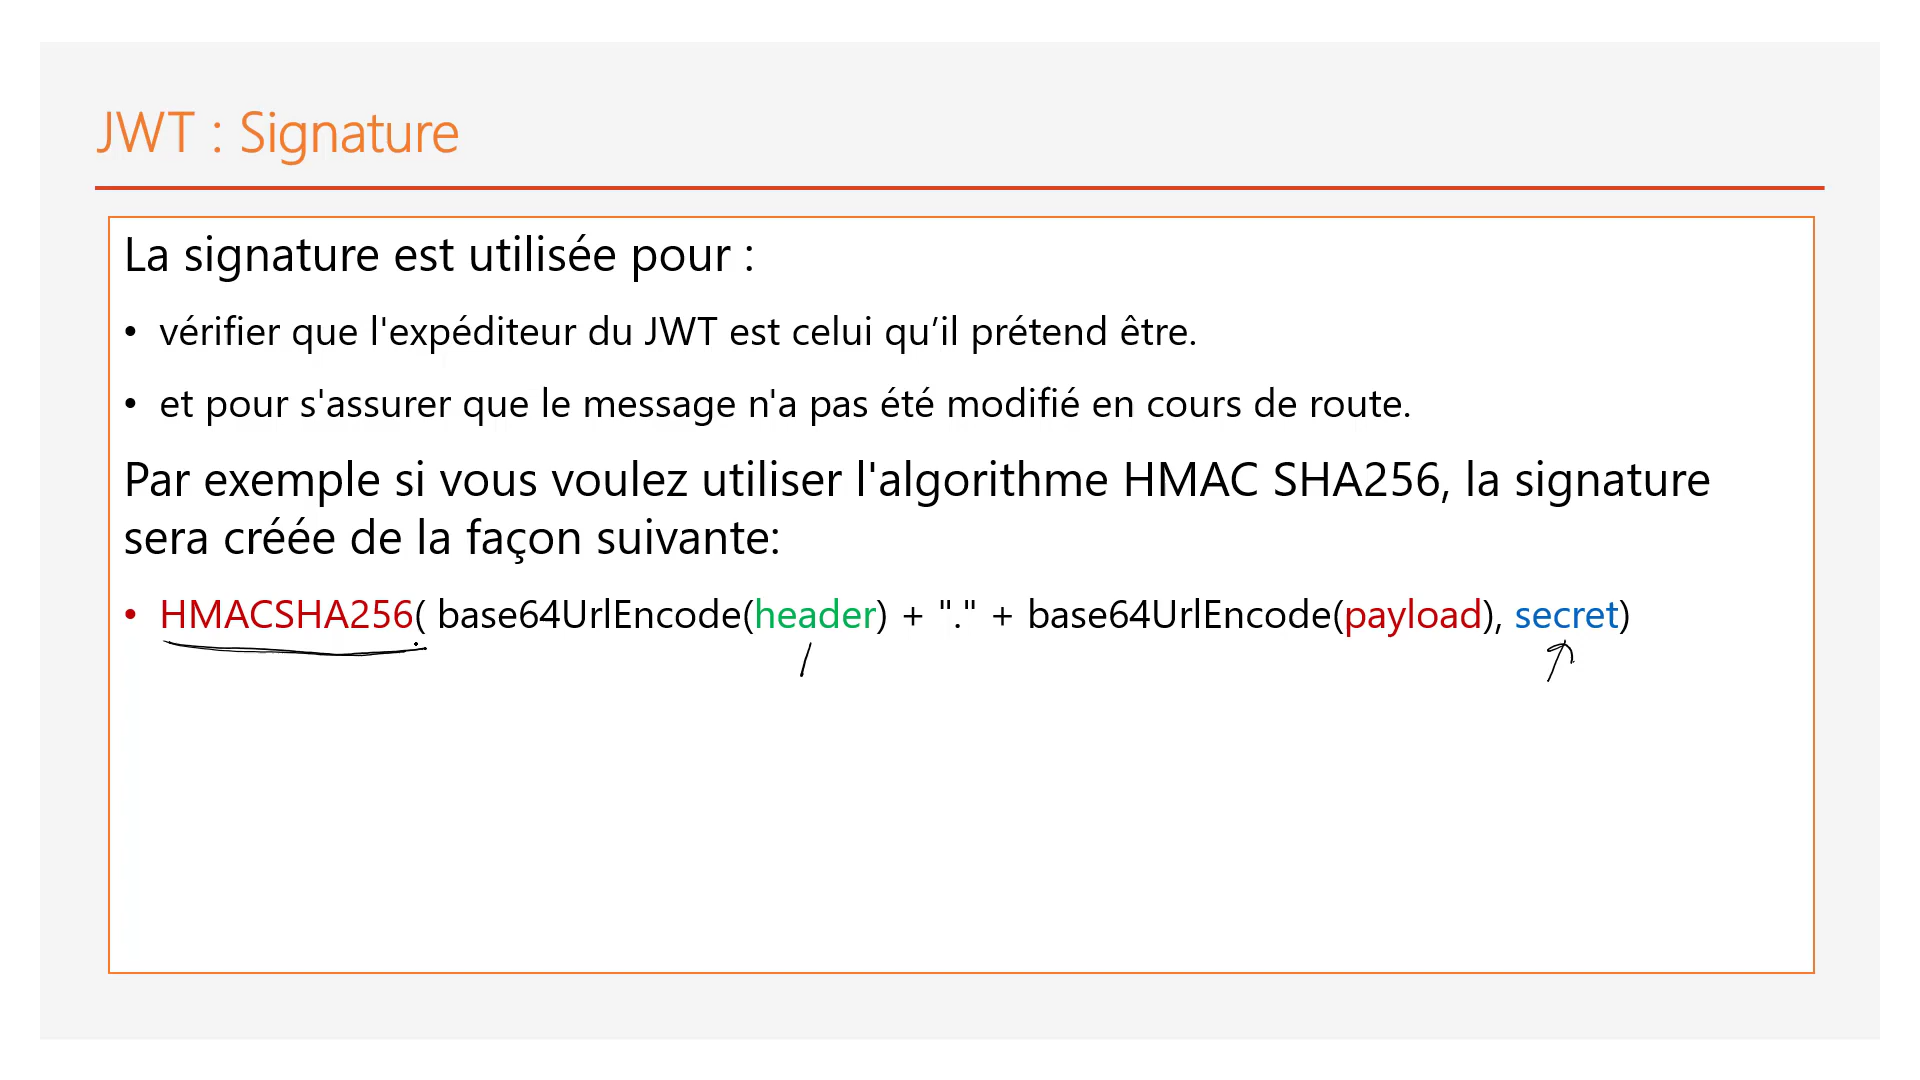 JWT : Signature
La signature est utilisée pour :
• vérifier que l'expéditeur du JWT est celui qu’il prétend être.
• et pour s'assurer que le message n'a pas été modifié en cours de route.
Par exemple si vous voulez utiliser l'algorithme HMAC SHA256, la signature
sera créée de la façon suivante:
• HMACSHA256( base64UrlEncode(header) + "." + base64UrlEncode(payload), secret)